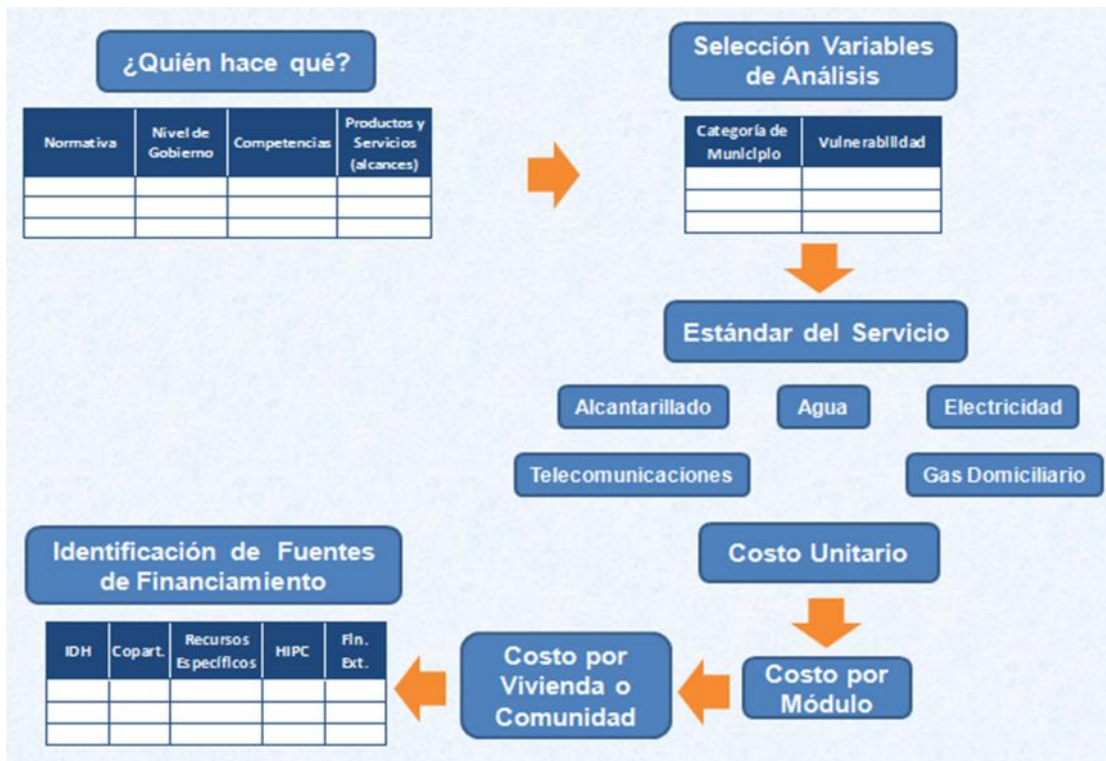 ¿Quién hace qué?
Normativa
Nivel de
Gobierno
Competencias
Productos y
Servicios
(alcances)
Selección Variables
de Análisis
Categoría de
Municipio
Vulnerabilidad
Estándar del Servicio
Alcantarillado
Agua
Electricidad
Telecomunicaciones
Gas Domiciliario
Costo Unitario
Costo por
Módulo
Costo por
Vivienda o
Comunidad
Identificación de Fuentes
de Financiamiento
IDH
Copart.
Recursos
Específicos
HIPC
Fin.
Ext.